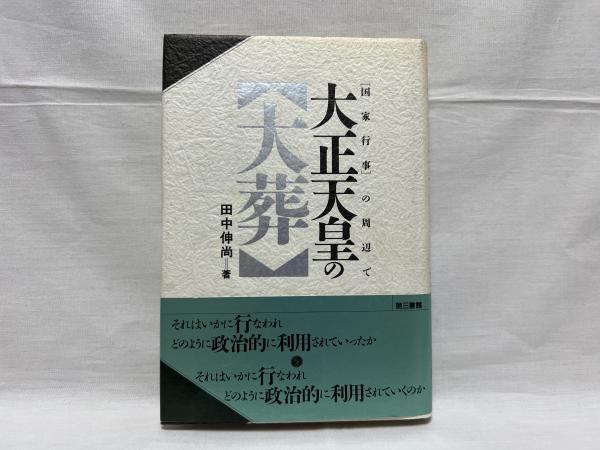 「国家行事」の周辺で
大正天皇の
【大葬】
田中伸尚＝著
第三書館
それはいかに行なわれ
どのように政治的に利用されていったか
それはいかに行なわれ
どのように政治的に利用されていくのか